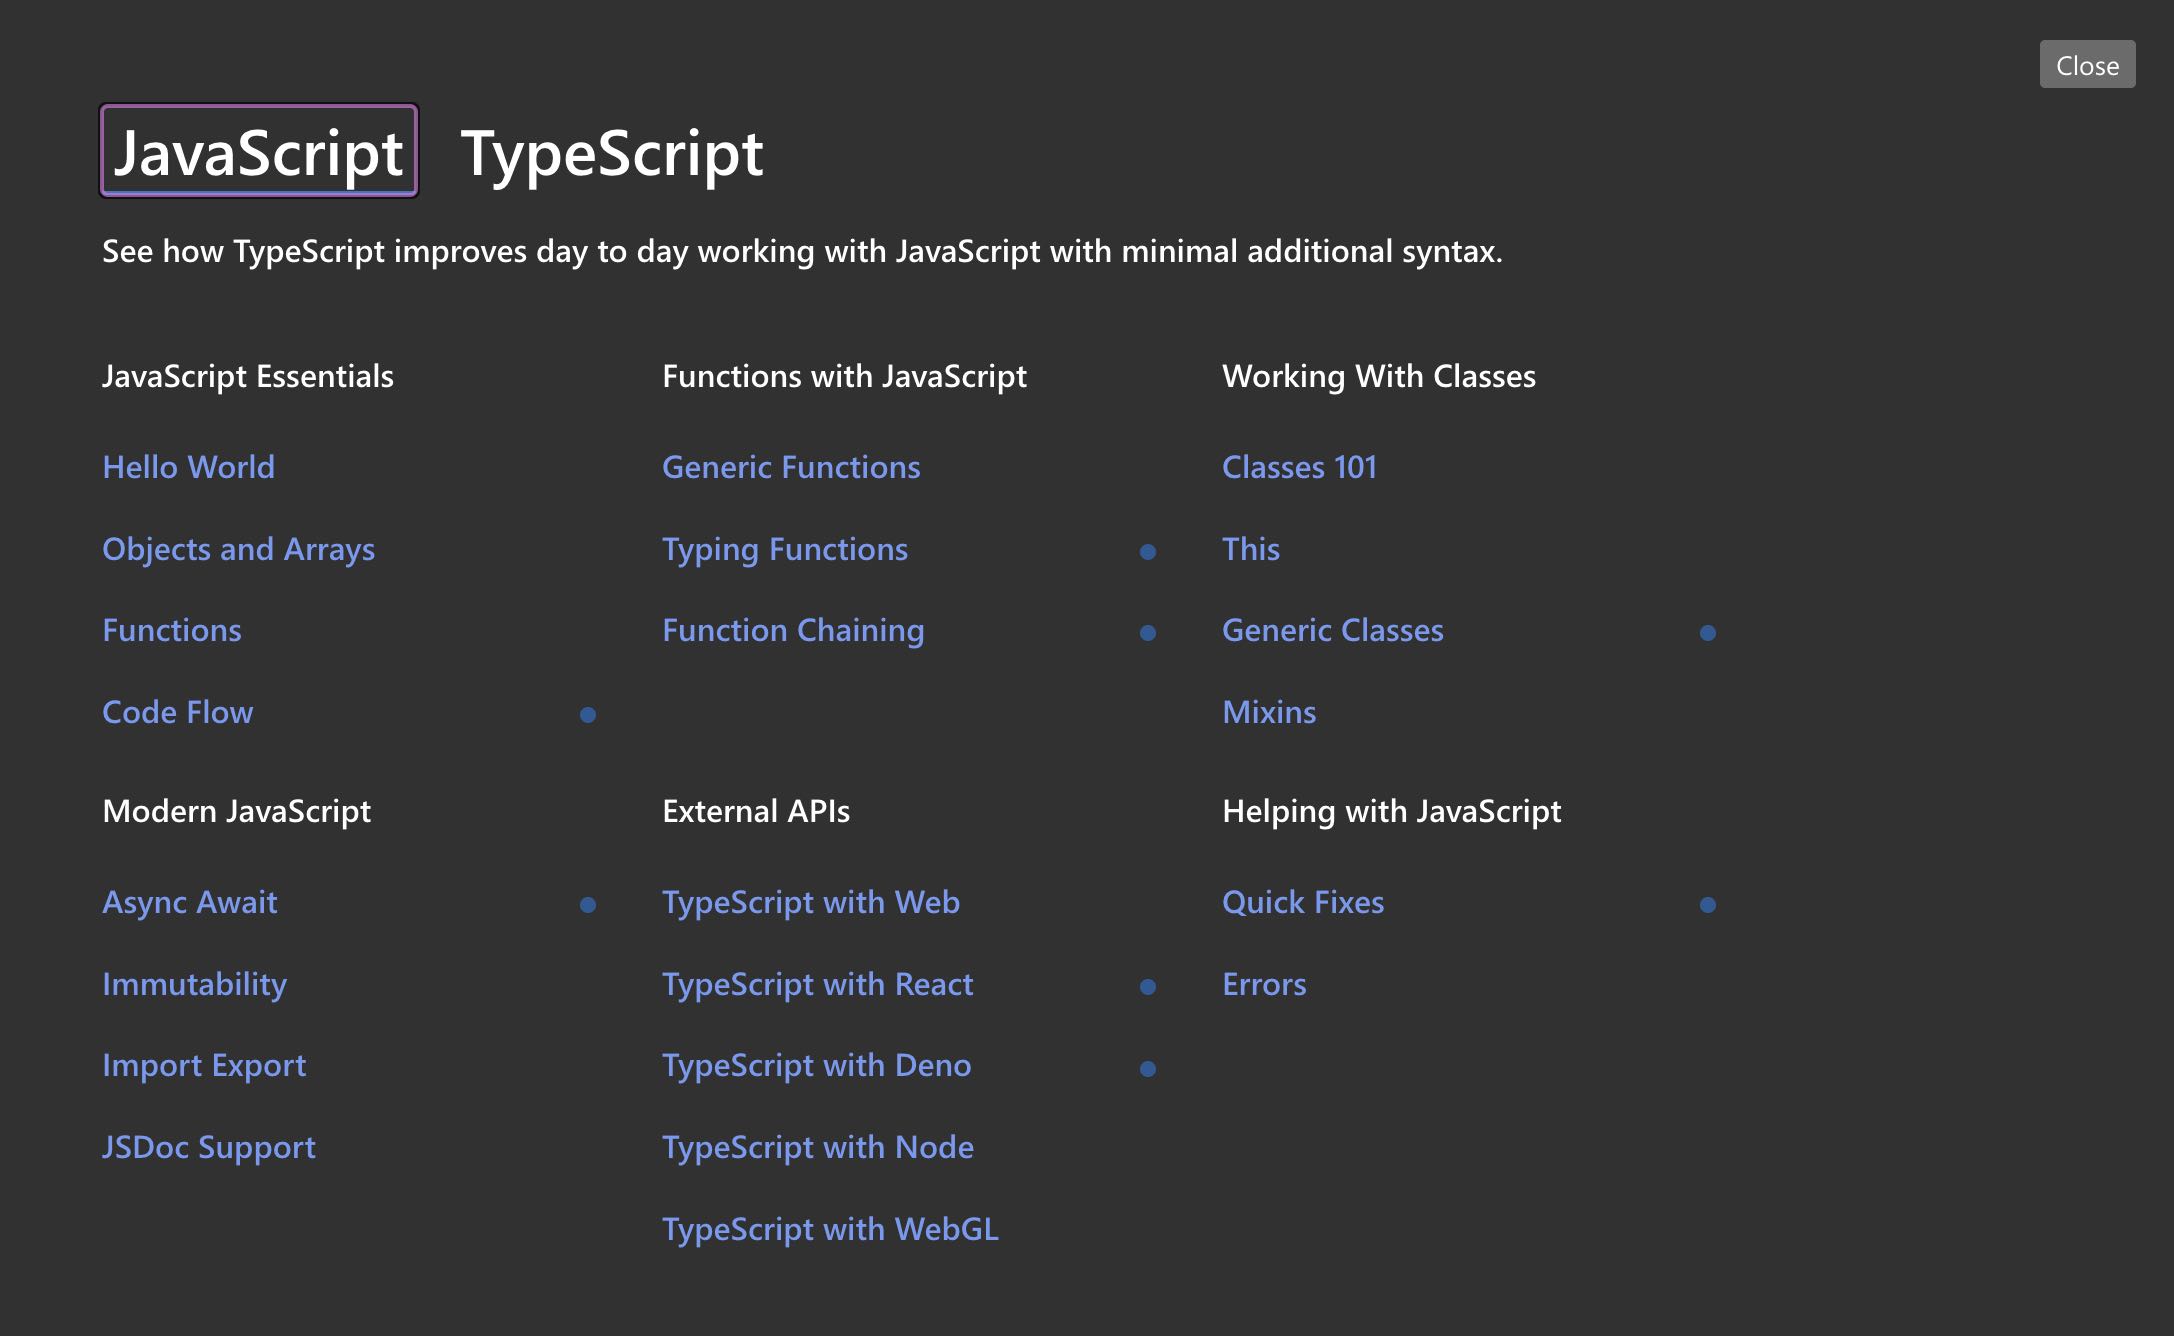 Close
JavaScript TypeScript
See how TypeScript improves day to day working with JavaScript with minimal additional syntax.
JavaScript Essentials
Hello World
Objects and Arrays
Functions
Code Flow
Functions with JavaScript
Generic Functions
Typing Functions
Function Chaining
Working With Classes
Classes 101
This
Generic Classes
Mixins
Modern JavaScript
Async Await
Immutability
Import Export
JSDoc Support
External APIs
TypeScript with Web
TypeScript with React
TypeScript with Deno
TypeScript with Node
TypeScript with WebGL
Helping with JavaScript
Quick Fixes
Errors